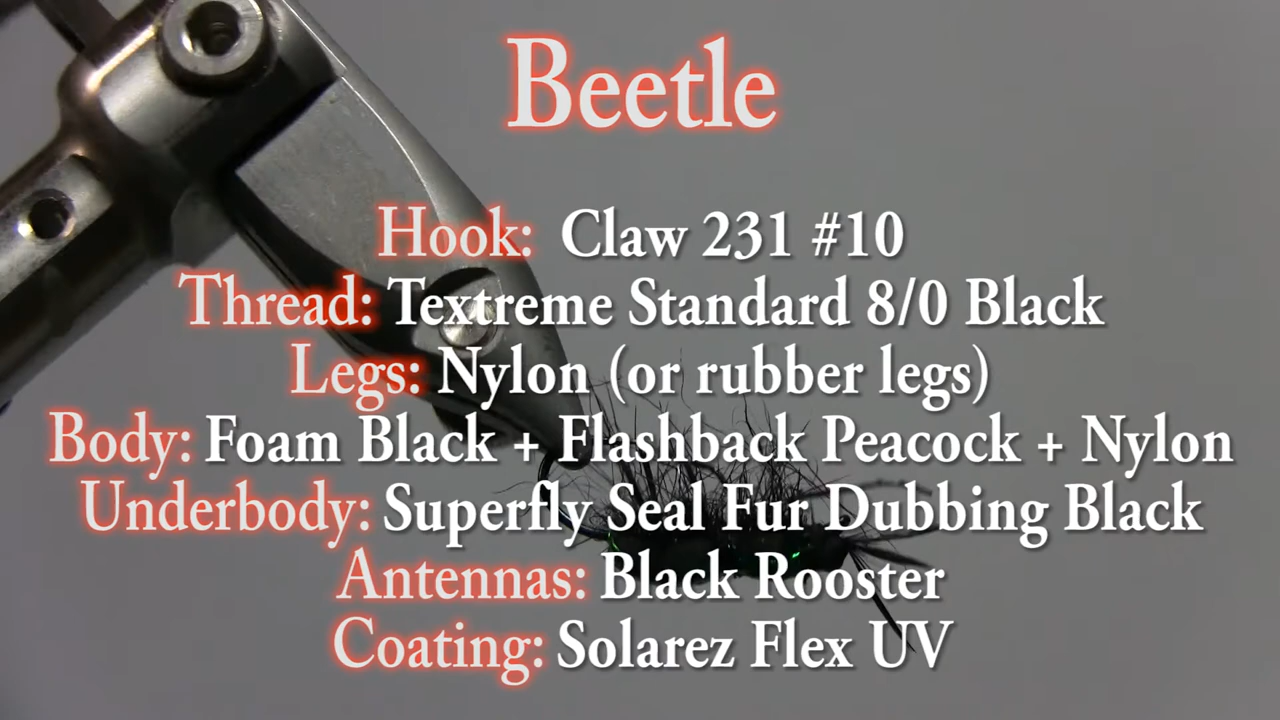 Beetle
Hook: Claw 231 #10
Thread: Textreme Standard 8/0 Black
Legs: Nylon (or rubber legs)
Body: Foam Black + Flashback Peacock + Nylon
Underbody: Superfly Seal Fur Dubbing Black
Antennas: Black Rooster
Coating: Solarez Flex UV